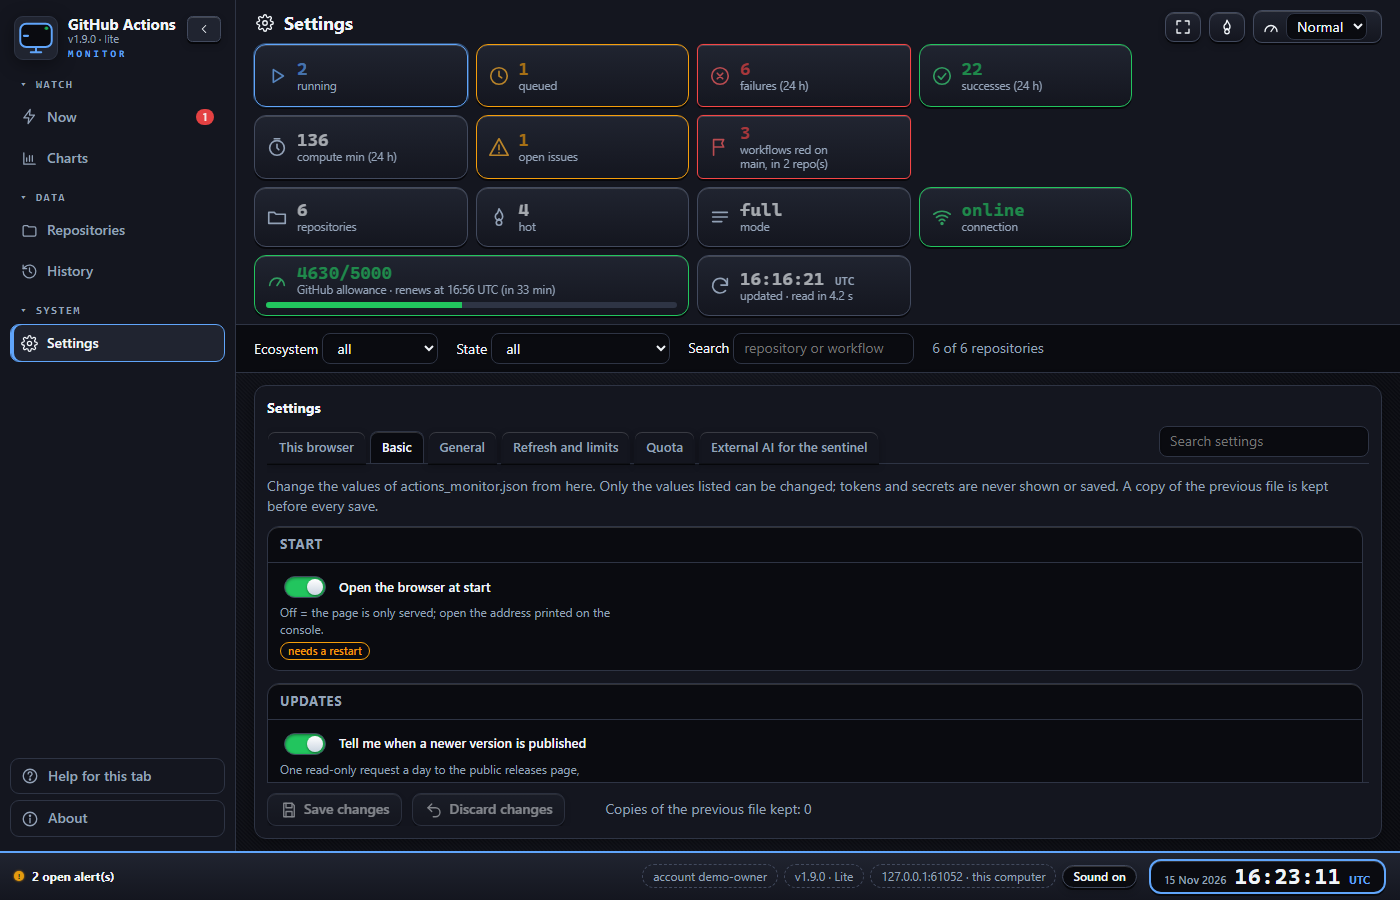 GitHub Actions
v1.9.0 · lite
MONITOR
WATCH
Now
1
Charts
DATA
Repositories
History
SYSTEM
Settings
Help for this tab
About
Settings
Normal
2
running
1
queued
6
failures (24 h)
22
successes (24 h)
136
compute min (24 h)
1
open issues
3
workflows red on
main, in 2 repo(s)
6
repositories
4
hot
full
mode
online
connection
4630/5000
GitHub allowance · renews at 16:56 UTC (in 33 min)
16:16:21 UTC
updated · read in 4.2 s
Ecosystem all State all Search repository or workflow 6 of 6 repositories
Settings
This browser Basic General Refresh and limits Quota External AI for the sentinel Search settings
Change the values of actions_monitor.json from here. Only the values listed can be changed; tokens and secrets are never shown or saved. A copy of the previous file is kept
before every save.
START
Open the browser at start
Off = the page is only served; open the address printed on the
console.
needs a restart
UPDATES
Tell me when a newer version is published
One read-only request a day to the public releases page,
Save changes Discard changes Copies of the previous file kept: 0
2 open alert(s) account demo-owner v1.9.0 · Lite 127.0.0.1:61052 · this computer Sound on 15 Nov 2026 16:23:11 UTC